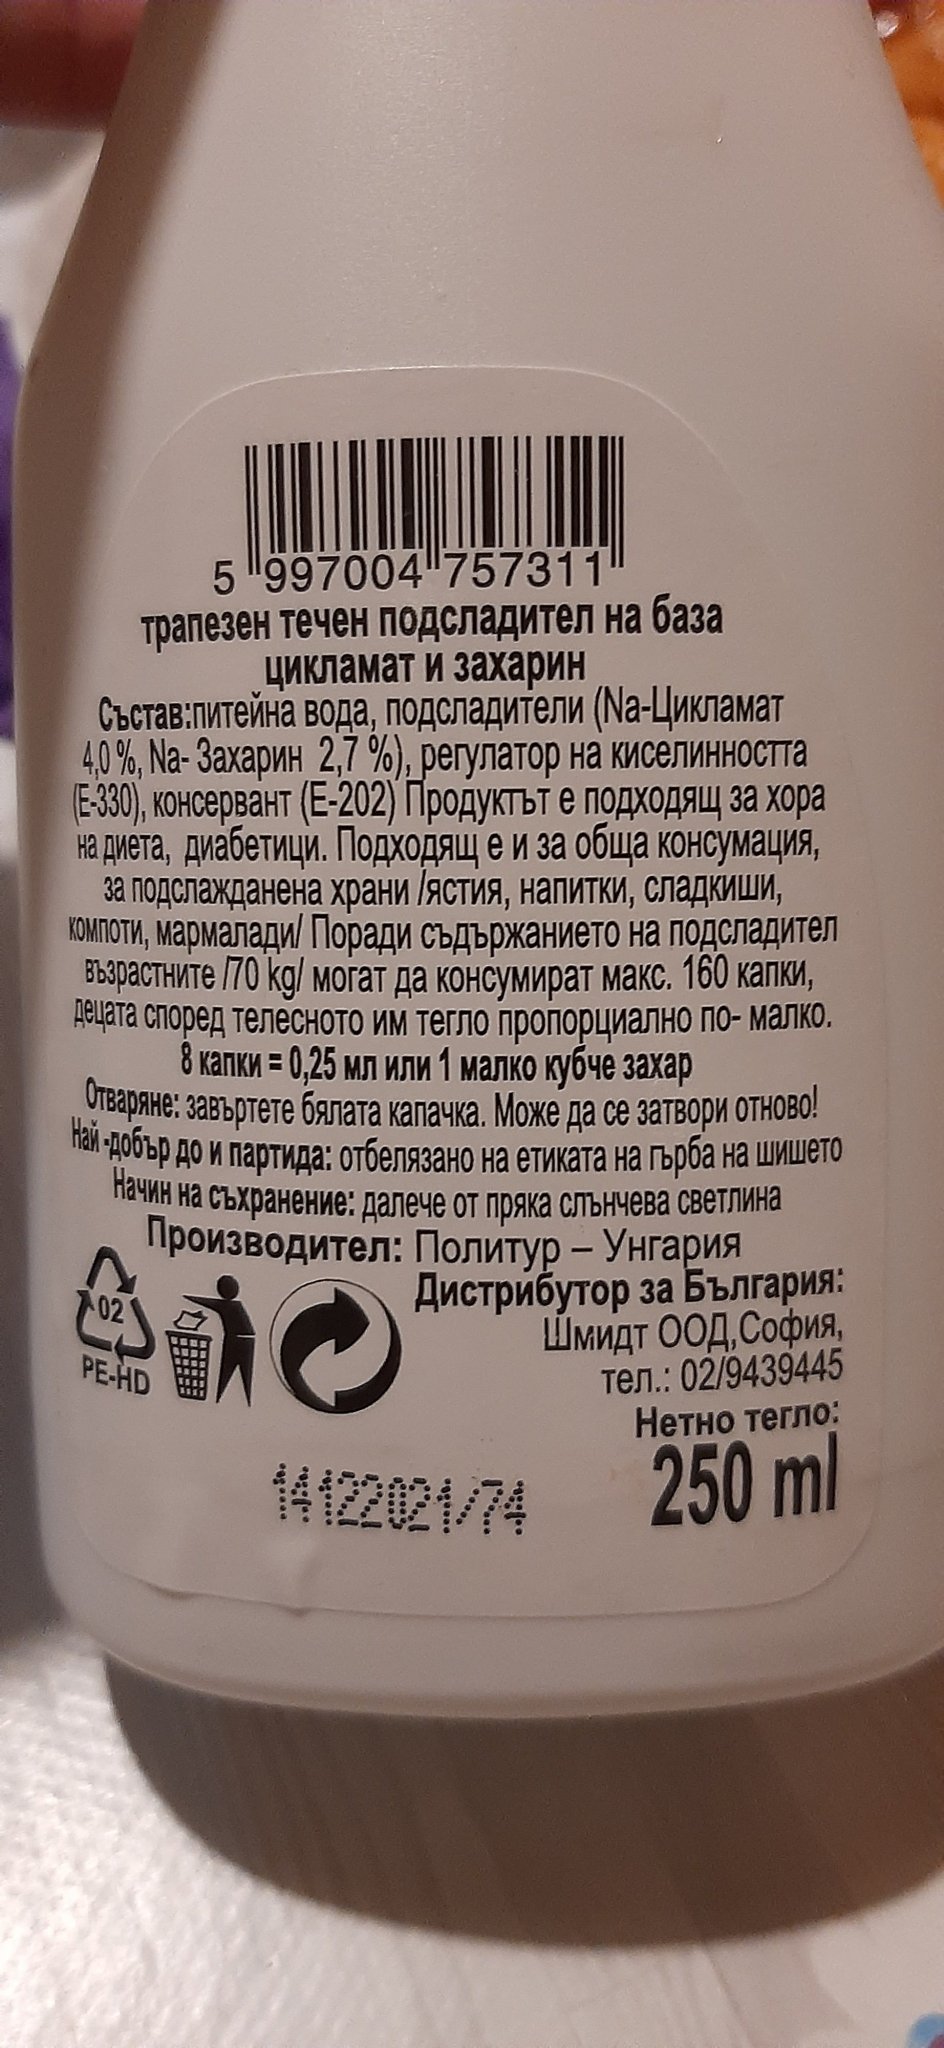 5 997004 757311
трапезен течен подсладител на база
цикламат и захарин
Състав:питейна вода, подсладители (Na-Цикламат
4,0 %, Na- Захарин 2,7 %), регулатор на киселинността
(Е-330), консервант (Е-202) Продуктът е подходящ за хора
на диета, диабетици. Подходящ е и за обща консумация,
за подслажданена храни /ястия, напитки, сладкиши,
компоти, мармалади/ Поради съдържанието на подсладител
възрастните /70 kg/ могат да консумират макс. 160 капки,
децата според телесното им тегло пропорциално по- малко.
8 капки = 0,25 мл или 1 малко кубче захар
Отваряне: завъртете бялата капачка. Може да се затвори отново!
Най -добър до и партида: отбелязано на етиката на гърба на шишето
Начин на съхранение: далече от пряка слънчева светлина
Производител: Политур – Унгария
Дистрибутор за България:
Шмидт ООД,София,
тел.: 02/9439445
02
PE-HD
Нетно тегло:
250 ml
14122021/74